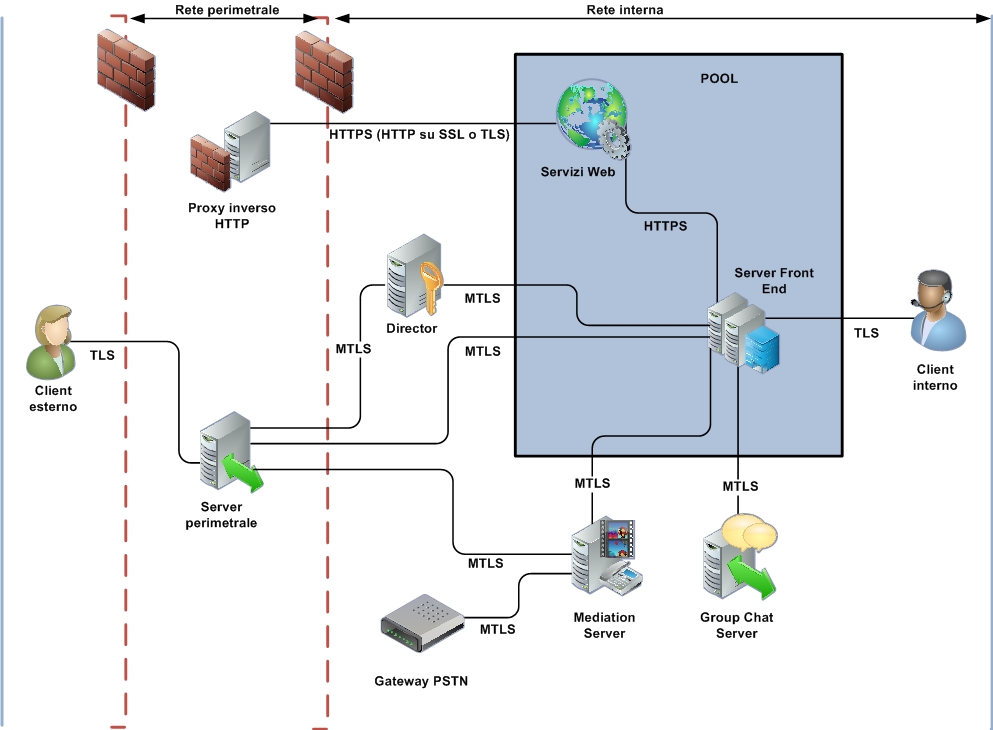 Rete perimetrale
Rete interna
POOL
HTTPS (HTTP su SSL o TLS)
Servizi Web
Proxy inverso
HTTP
HTTPS
Server Front
End
MTLS
Director
TLS
Client
interno
MTLS
MTLS
TLS
Client
esterno
Server
perimetrale
MTLS
MTLS
MTLS
Mediation
Server
Group Chat
Server
MTLS
Gateway PSTN